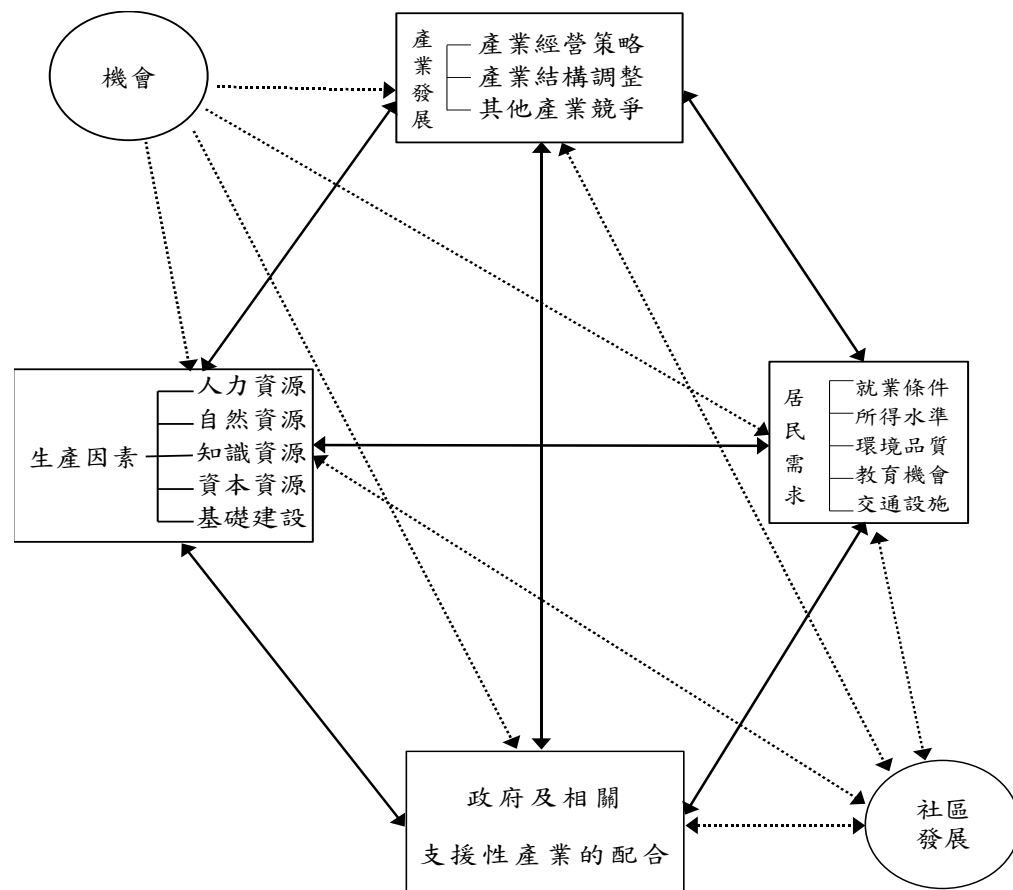 機會
產業發展
產業經營策略
產業結構調整
其他產業競爭
生產因素
人力資源
自然資源
知識資源
資本資源
基礎建設
居民需求
就業條件
所得水準
環境品質
教育機會
交通設施
政府及相關
支援性產業的配合
社區
發展